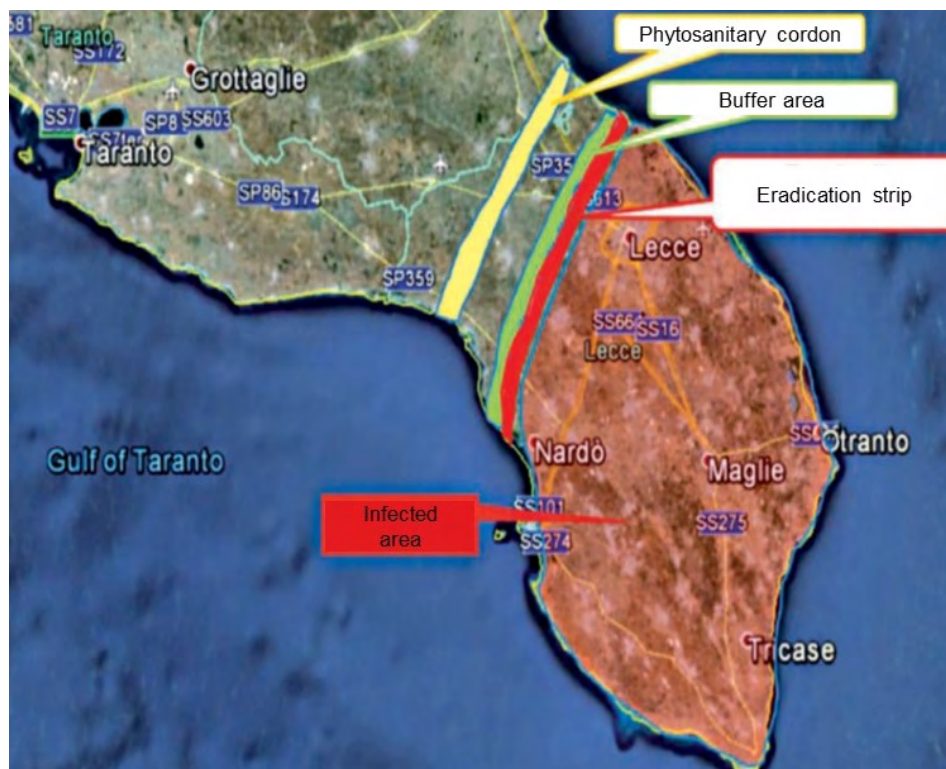 Phytosanitary cordon
Buffer area
Eradication strip
Infected
area
Taranto
SS172
Grottaglie
SS7
SP8
SS603
Taranto
SP86
SP359
SP35
S613
Lecce
SS16
Lecce
Gulf of Taranto
Nardò
Maglie
Otranto
SS101
SS274
SS275
Tricase